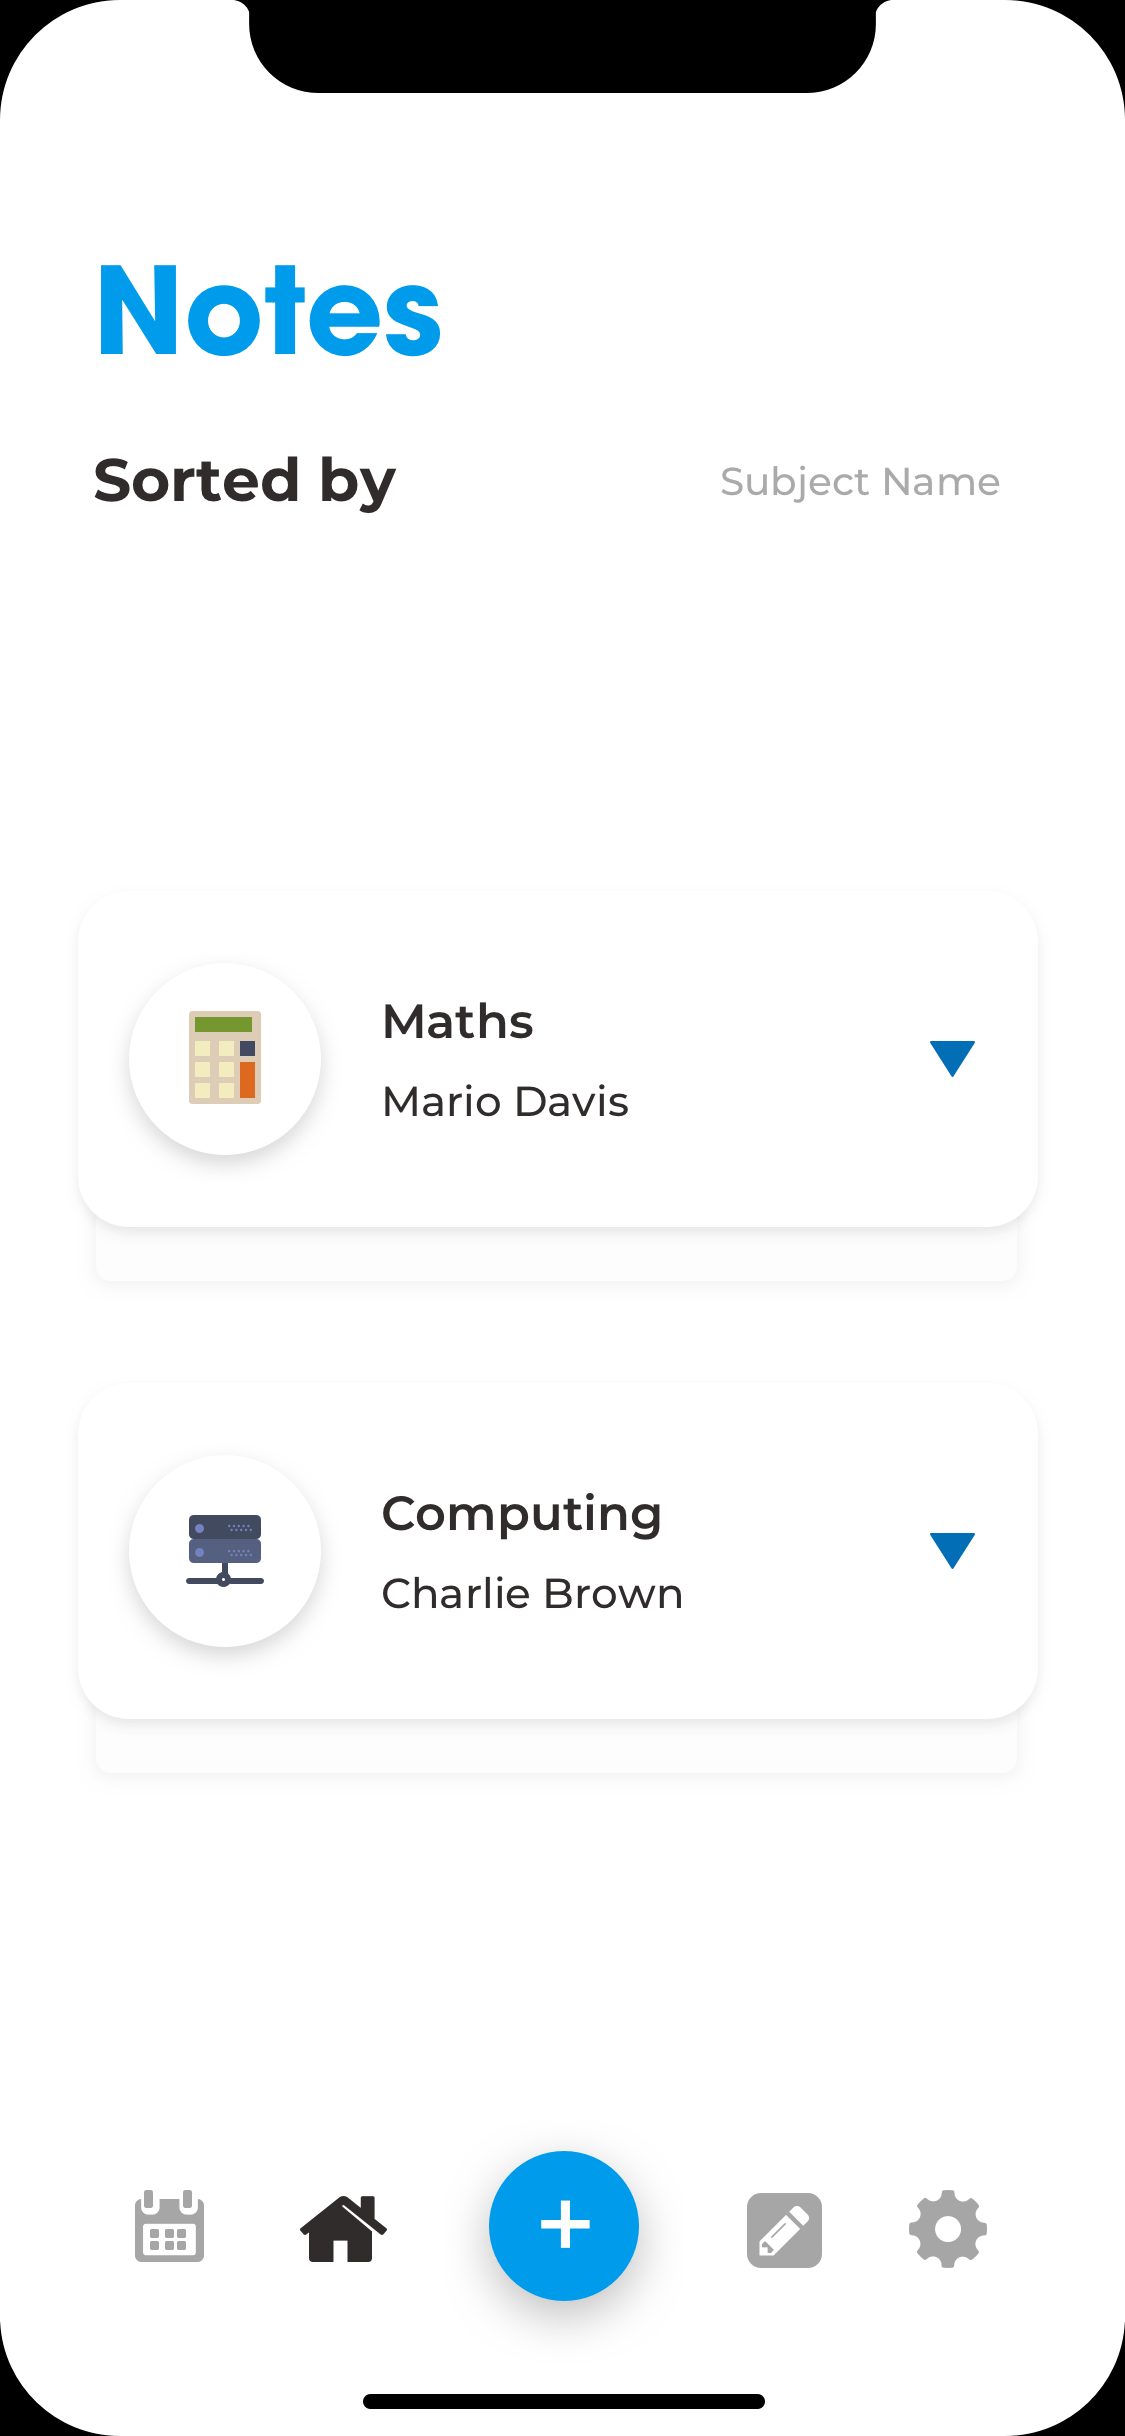 Notes
Sorted by
Subject Name
Maths
Mario Davis
Computing
Charlie Brown
+